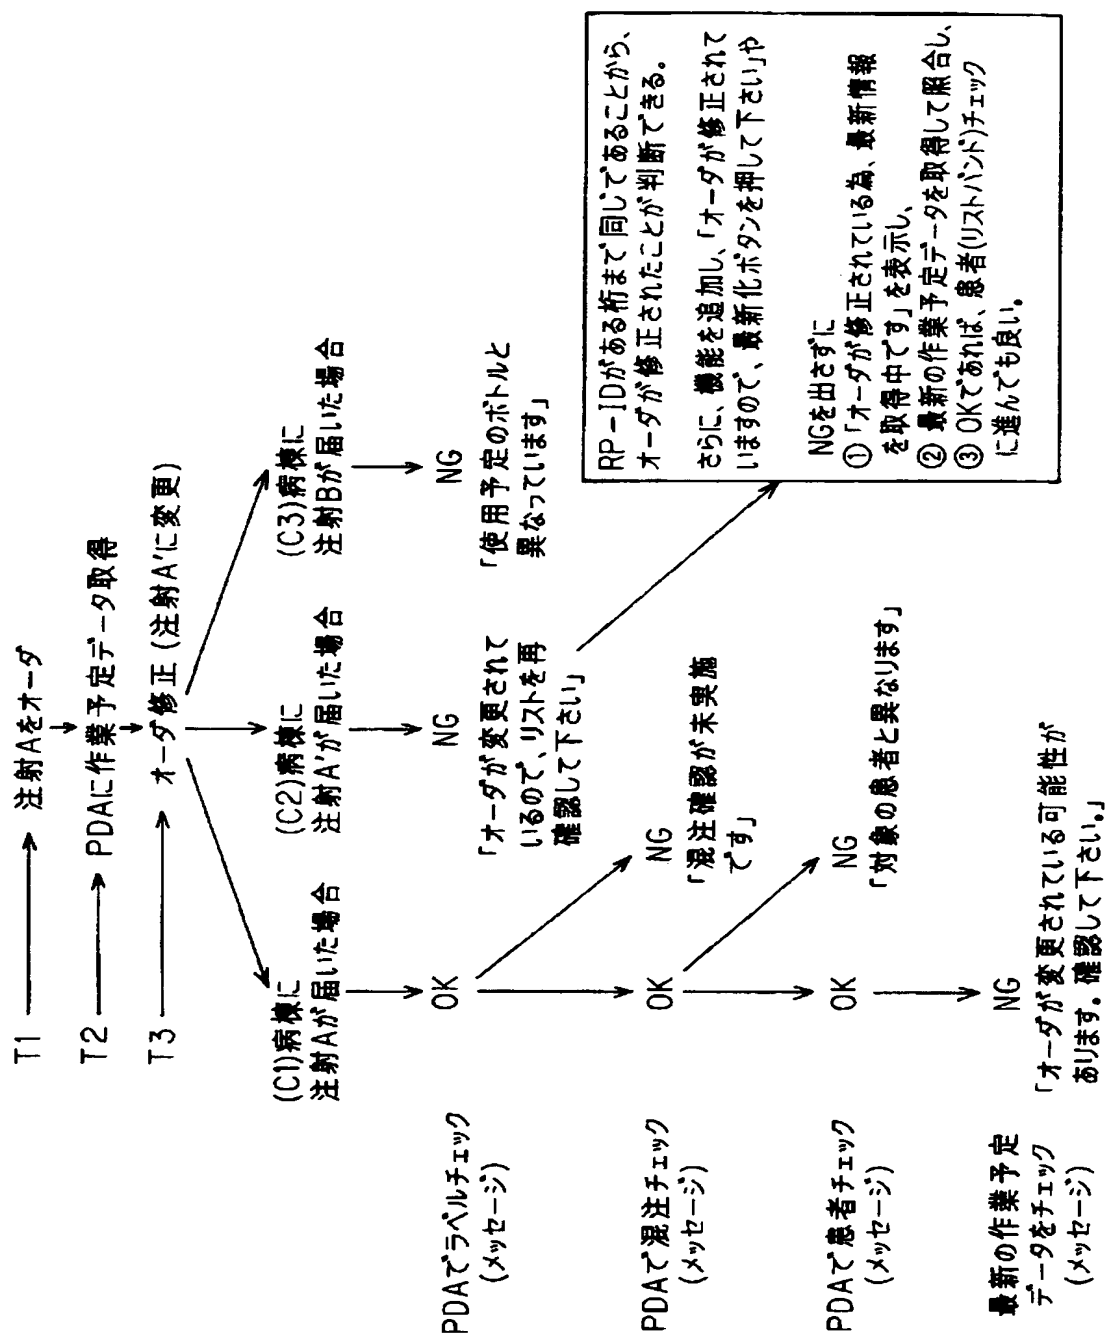 T1 注射Aをオーダ
T2 PDAに作業予定データ取得
T3 オーダ修正(注射A'に変更)
(C1)病棟に
注射Aが届いた場合
(C2)病棟に
注射A'が届いた場合
(C3)病棟に
注射Bが届いた場合
PDAでラベルチェック
(メッセージ)
OK
NG
「オーダが変更されて
いるので、リストを再
確認して下さい」
NG
「使用予定のボトルと
異なっています」
PDAで混注チェック
(メッセージ)
OK
NG
「混注確認が未実施
です」
PDAで患者チェック
(メッセージ)
OK
NG
「対象の患者と異なります」
最新の作業予定
データをチェック
(メッセージ)
NG
「オーダが変更されている可能性が
あります。確認して下さい。」
RP-IDがある桁まで同じであることから、
オーダが修正されたことが判断できる。
さらに、機能を追加し、「オーダが修正されて
いますので、最新化ボタンを押して下さい」や
NGを出さずに
①「オーダが修正されている為、最新情報
を取得中です」を表示し、
② 最新の作業予定データを取得して照合し、
③ OKであれば、患者(リストバンド)チェック
に進んでも良い。